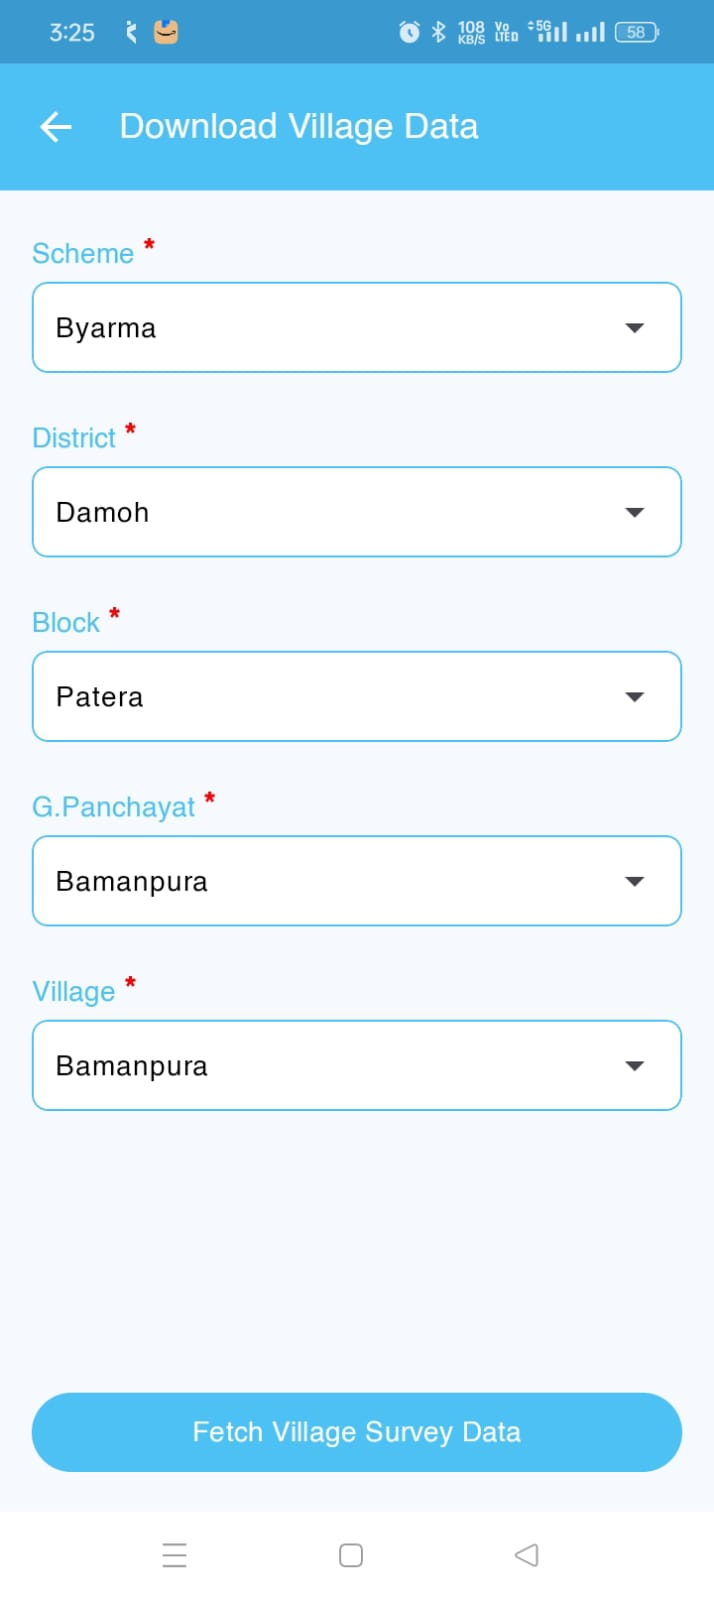 3:25
108 KB/S Vo LTED 5G 58
Download Village Data
Scheme *
Byarma
District *
Damoh
Block *
Patera
G.Panchayat *
Bamanpura
Village *
Bamanpura
Fetch Village Survey Data